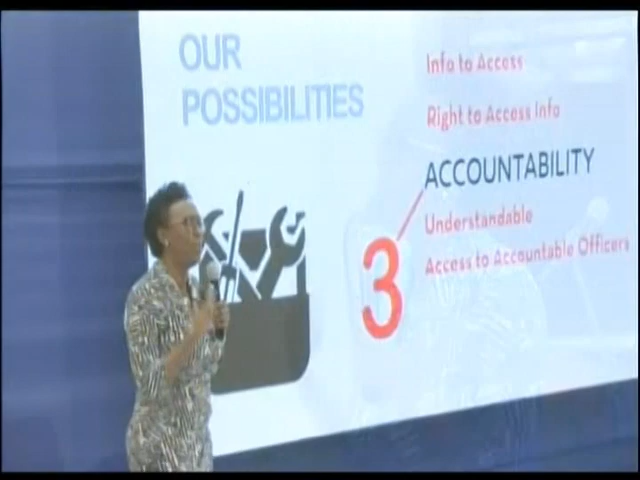 OUR
POSSIBILITIES
Info to Access
Right to Access Info
ACCOUNTABILITY
Understandable
Access to Accountable Officers
3